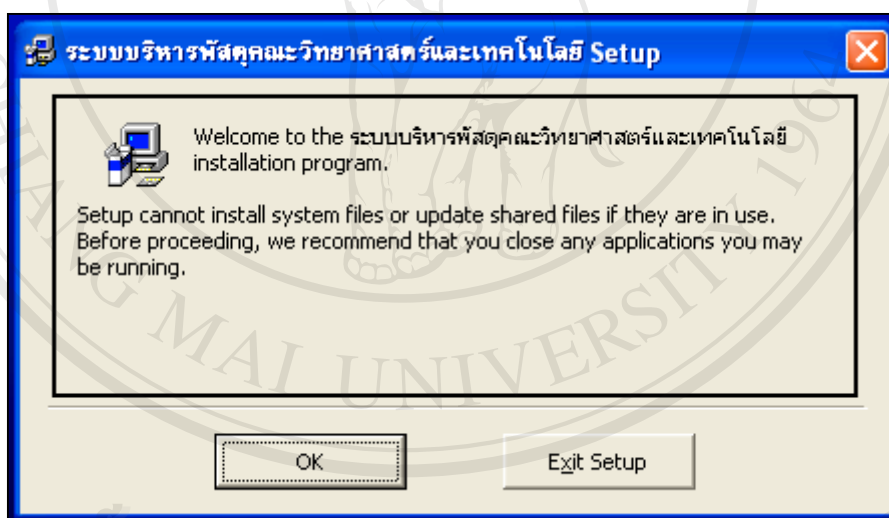 ระบบบริหารพัสดุคณะวิทยาศาสตร์และเทคโนโลยี Setup
Welcome to the ระบบบริหารพัสดุคณะวิทยาศาสตร์และเทคโนโลยี
installation program.
Setup cannot install system files or update shared files if they are in use.
Before proceeding, we recommend that you close any applications you may
be running.
OK
Exit Setup
G MAI UNIVERSITY 1964